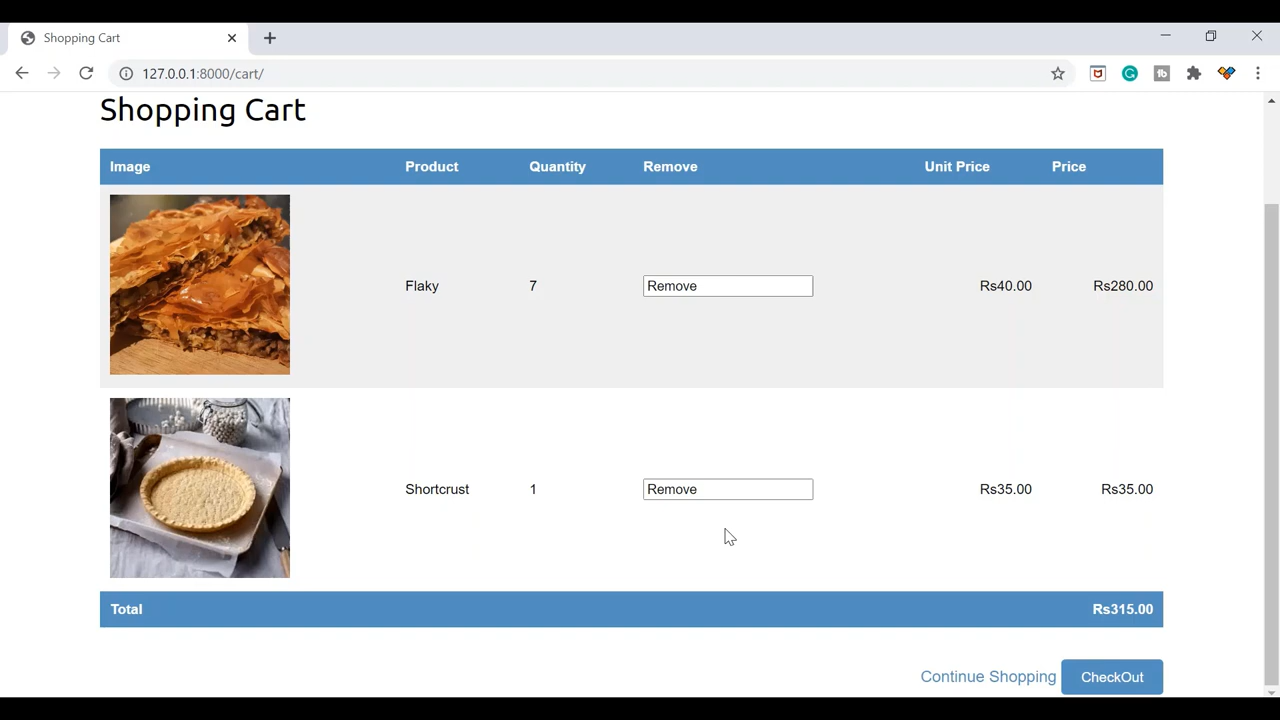 Shopping Cart
127.0.0.1:8000/cart/
Shopping Cart
Image Product Quantity Remove Unit Price Price
Flaky 7 Remove Rs40.00 Rs280.00
Shortcrust 1 Remove Rs35.00 Rs35.00
Total Rs315.00
Continue Shopping CheckOut